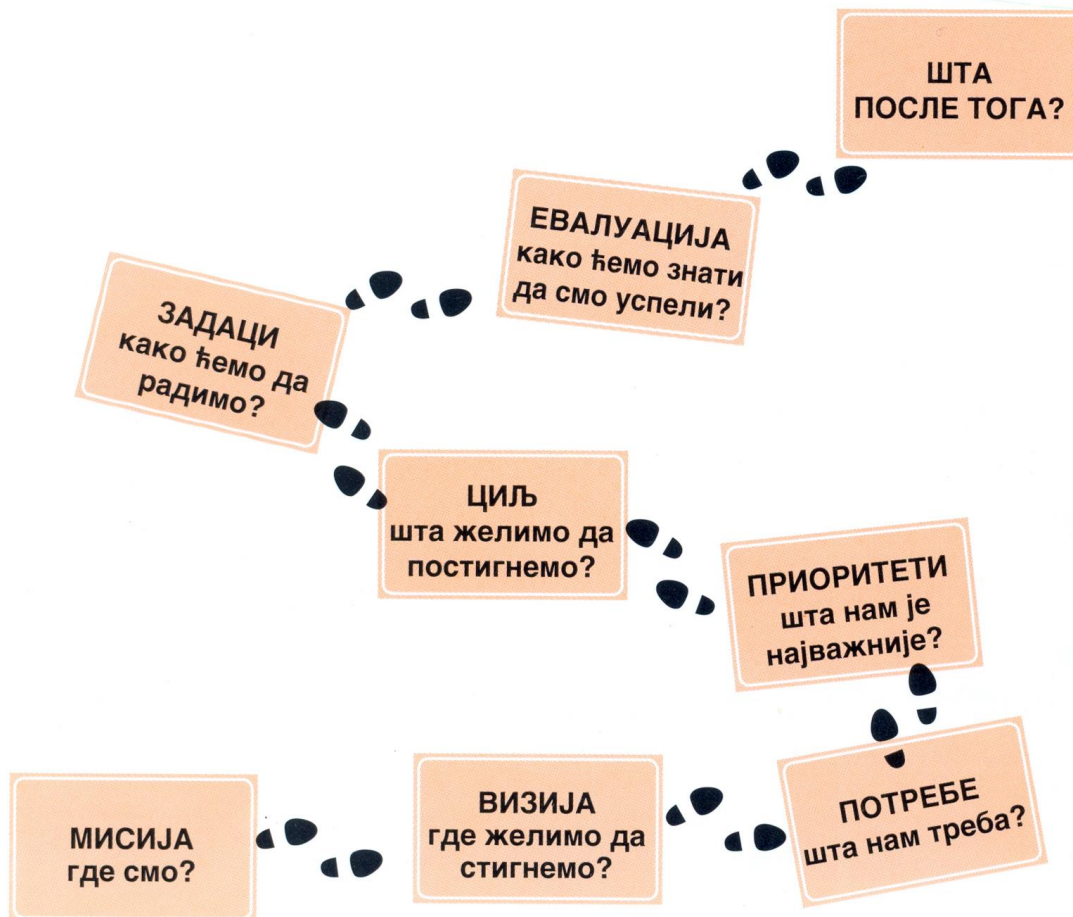 ШТА
ПОСЛЕ ТОГА?
ЕВАЛУАЦИЈА
како ћемо знати
да смо успели?
ЗАДАЦИ
како ћемо да
радимо?
ЦИЉ
шта желимо да
постигнемо?
ПРИОРИТЕТИ
шта нам је
најважније?
ПОТРЕБЕ
шта нам треба?
ВИЗИЈА
где желимо да
стигнемо?
МИСИЈА
где смо?